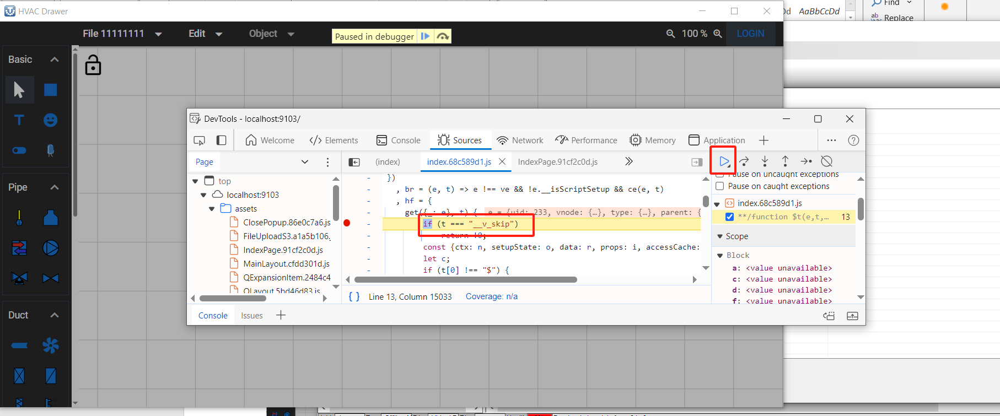 HVAC Drawer
Dd AaBbCcDd
Find
Replace
File 11111111 Edit Object
Paused in debugger
100 % LOGIN
Basic
T
Pipe
Duct
DevTools - localhost:9103/
Welcome Elements Console Sources Network Performance Memory Application
Page
(index) index.68c589d1.js IndexPage.91cf2c0d.js
top
localhost:9103
assets
ClosePopup.86e0c7a6.js
FileUploadS3.a1a5b106.
IndexPage.91cf2c0d.js
MainLayout.cfdd301d.js
QExpansionItem.2484c4
QLayout.5bd46d83.js
})
, br = (e, t) => e !== ve && !e.__isScriptSetup && ce(e, t)
, hf = {
get({_: e}, t) { e = {uid: 233, vnode: {…}, type: {…}, parent: {
if (t === "__v_skip")
return !0;
const {ctx: n, setupState: o, data: r, props: i, accessCache:
let c;
if (t[0] !== "$") {
{ } Line 13, Column 15033 Coverage: n/a
Pause on uncaught exceptions
Pause on caught exceptions
index.68c589d1.js
**/function $t(e,t,… 13
Scope
Block
a: <value unavailable>
c: <value unavailable>
d: <value unavailable>
f: <value unavailable>
Console Issues